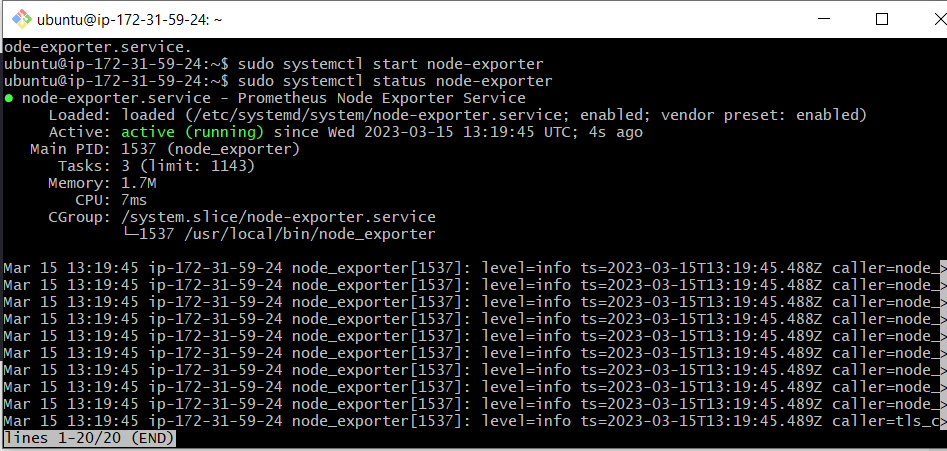 ubuntu@ip-172-31-59-24: ~
ode-exporter.service.
ubuntu@ip-172-31-59-24:~$ sudo systemctl start node-exporter
ubuntu@ip-172-31-59-24:~$ sudo systemctl status node-exporter
● node-exporter.service - Prometheus Node Exporter Service
     Loaded: loaded (/etc/systemd/system/node-exporter.service; enabled; vendor preset: enabled)
     Active: active (running) since Wed 2023-03-15 13:19:45 UTC; 4s ago
   Main PID: 1537 (node_exporter)
      Tasks: 3 (limit: 1143)
     Memory: 1.7M
        CPU: 7ms
     CGroup: /system.slice/node-exporter.service
             └─1537 /usr/local/bin/node_exporter
Mar 15 13:19:45 ip-172-31-59-24 node_exporter[1537]: level=info ts=2023-03-15T13:19:45.488Z caller=node_>
Mar 15 13:19:45 ip-172-31-59-24 node_exporter[1537]: level=info ts=2023-03-15T13:19:45.488Z caller=node_>
Mar 15 13:19:45 ip-172-31-59-24 node_exporter[1537]: level=info ts=2023-03-15T13:19:45.488Z caller=node_>
Mar 15 13:19:45 ip-172-31-59-24 node_exporter[1537]: level=info ts=2023-03-15T13:19:45.488Z caller=node_>
Mar 15 13:19:45 ip-172-31-59-24 node_exporter[1537]: level=info ts=2023-03-15T13:19:45.489Z caller=node_>
Mar 15 13:19:45 ip-172-31-59-24 node_exporter[1537]: level=info ts=2023-03-15T13:19:45.489Z caller=node_>
Mar 15 13:19:45 ip-172-31-59-24 node_exporter[1537]: level=info ts=2023-03-15T13:19:45.489Z caller=node_>
Mar 15 13:19:45 ip-172-31-59-24 node_exporter[1537]: level=info ts=2023-03-15T13:19:45.489Z caller=node_>
Mar 15 13:19:45 ip-172-31-59-24 node_exporter[1537]: level=info ts=2023-03-15T13:19:45.489Z caller=node_>
Mar 15 13:19:45 ip-172-31-59-24 node_exporter[1537]: level=info ts=2023-03-15T13:19:45.489Z caller=tls_c>
lines 1-20/20 (END)